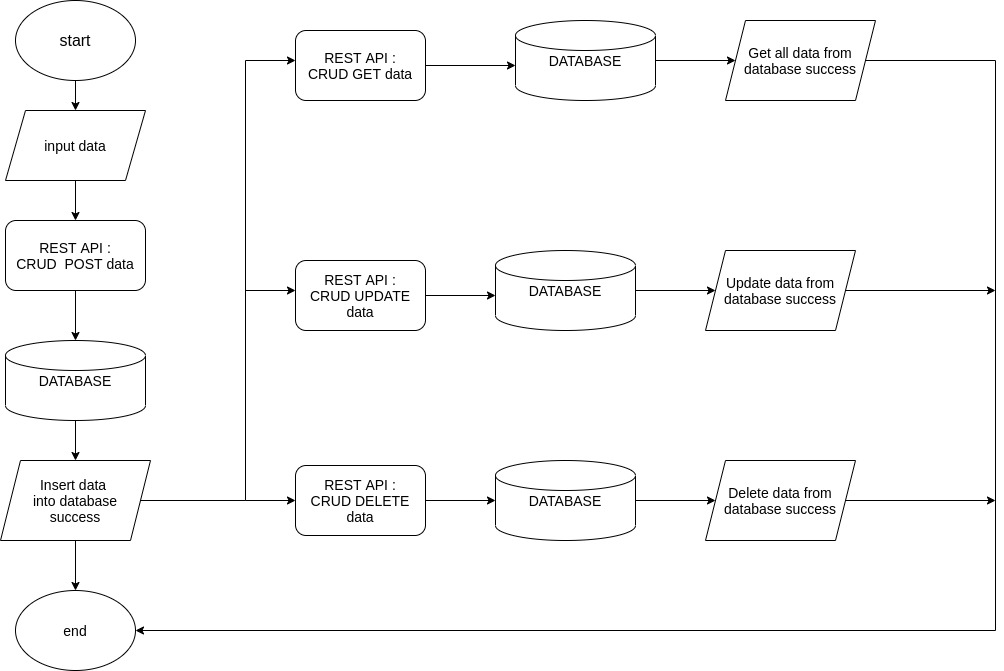 start
input data
REST API :
CRUD  POST data
DATABASE
Insert data
into database
success
end
REST API :
CRUD GET data
DATABASE
Get all data from
database success
REST API :
CRUD UPDATE
data
DATABASE
Update data from
database success
REST API :
CRUD DELETE
data
DATABASE
Delete data from
database success